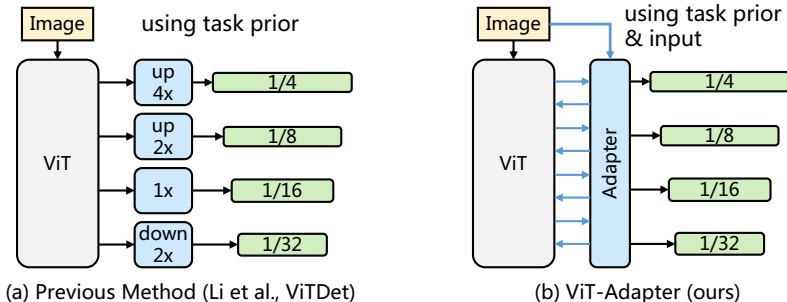 Image
using task prior
ViT
up
4x
1/4
up
2x
1/8
1x
1/16
down
2x
1/32
(a) Previous Method (Li et al., ViTDet)
Image
using task prior
& input
ViT
Adapter
1/4
1/8
1/16
1/32
(b) ViT-Adapter (ours)